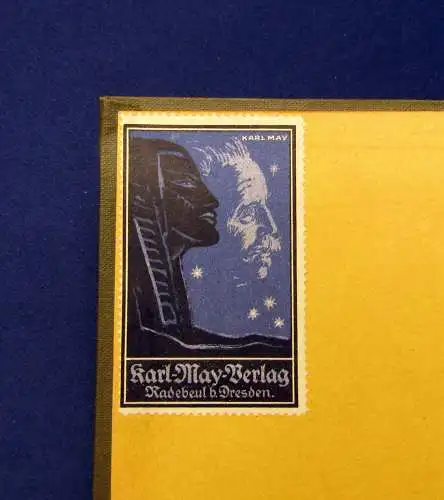 KARL MAY
Karl-May-Verlag
Radebeul b. Dresden.